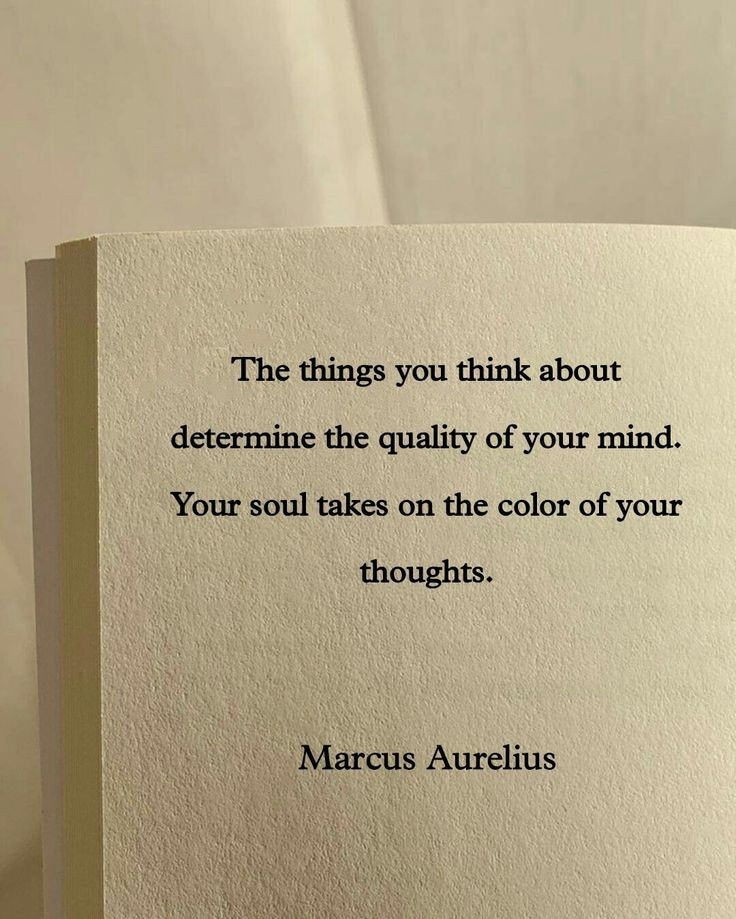 The things you think about
determine the quality of your mind.
Your soul takes on the color of your
thoughts.
Marcus Aurelius